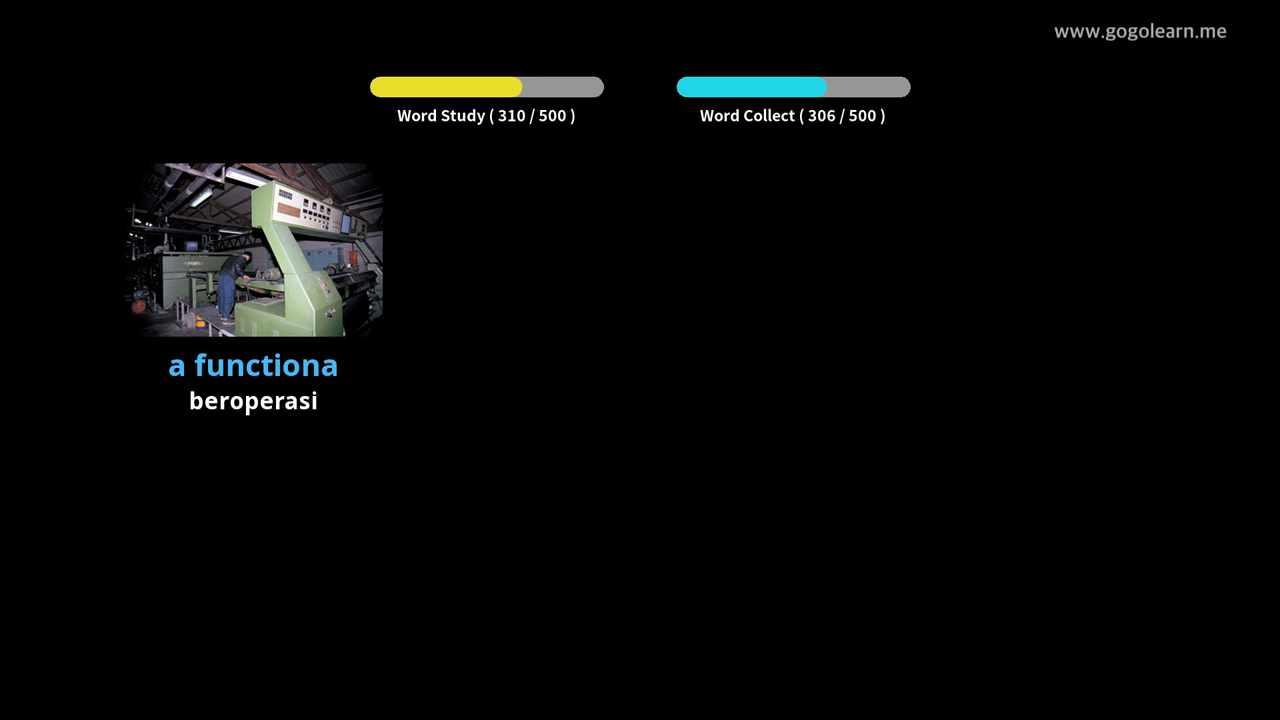 www.gogolearn.me
Word Study ( 310 / 500 )
Word Collect ( 306 / 500 )
a functiona
beroperasi